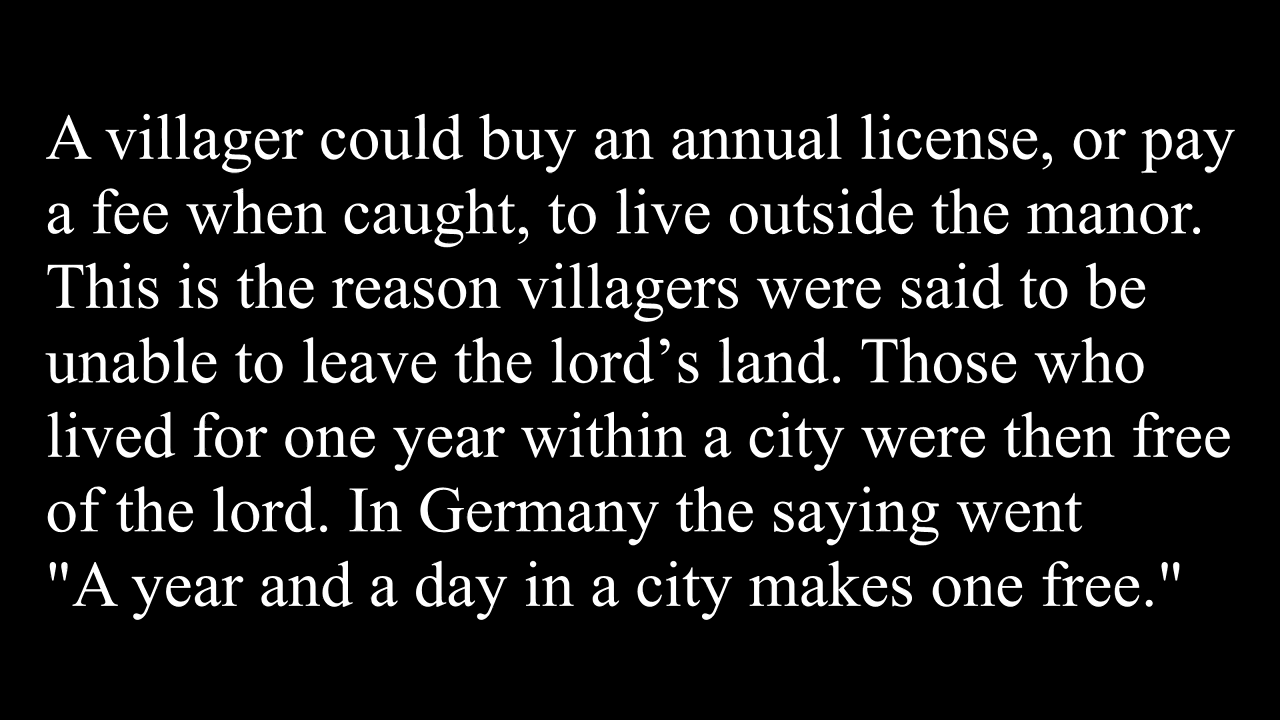 A villager could buy an annual license, or pay
a fee when caught, to live outside the manor.
This is the reason villagers were said to be
unable to leave the lord’s land. Those who
lived for one year within a city were then free
of the lord. In Germany the saying went
"A year and a day in a city makes one free."